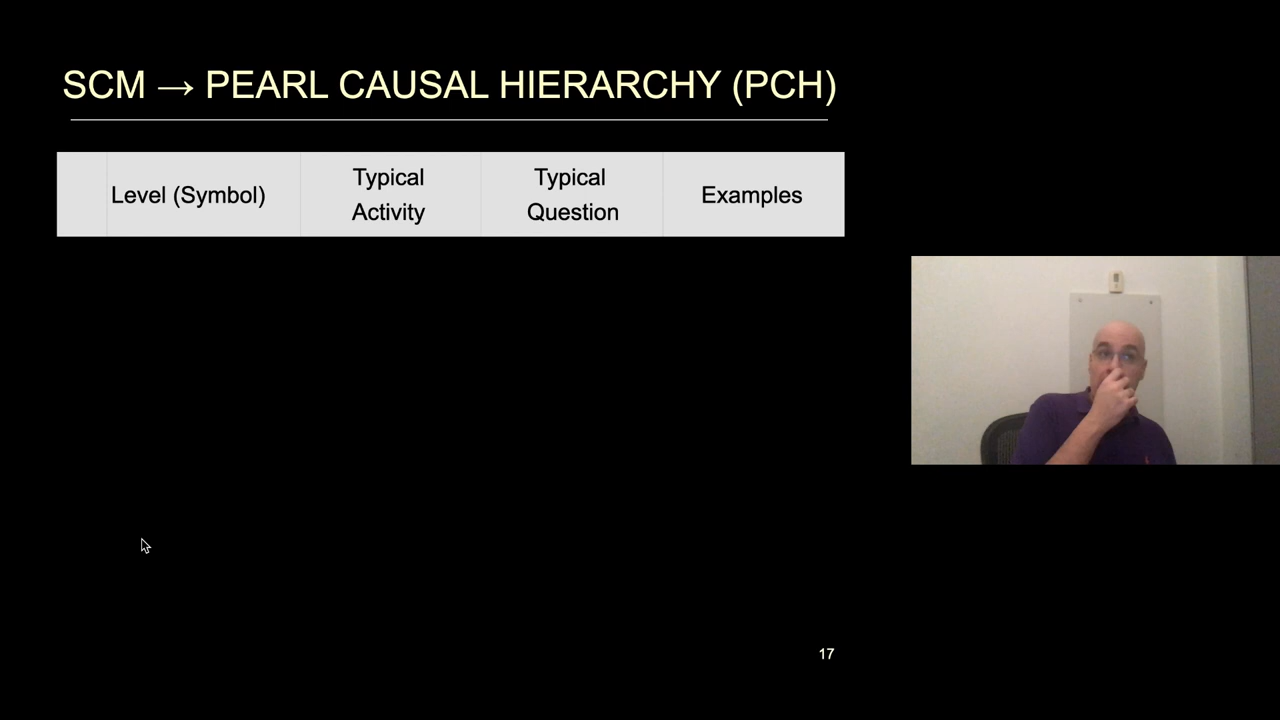 SCM → PEARL CAUSAL HIERARCHY (PCH)
Level (Symbol)
Typical
Activity
Typical
Question
Examples
17